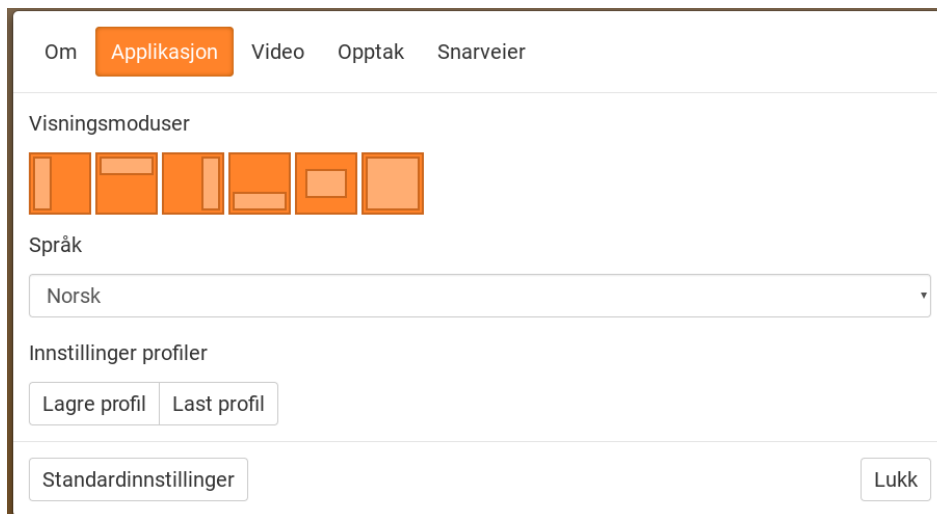 Om Applikasjon Video Opptak Snarveier
Visningsmoduser
Språk
Norsk
Innstillinger profiler
Lagre profil Last profil
Standardinnstillinger Lukk